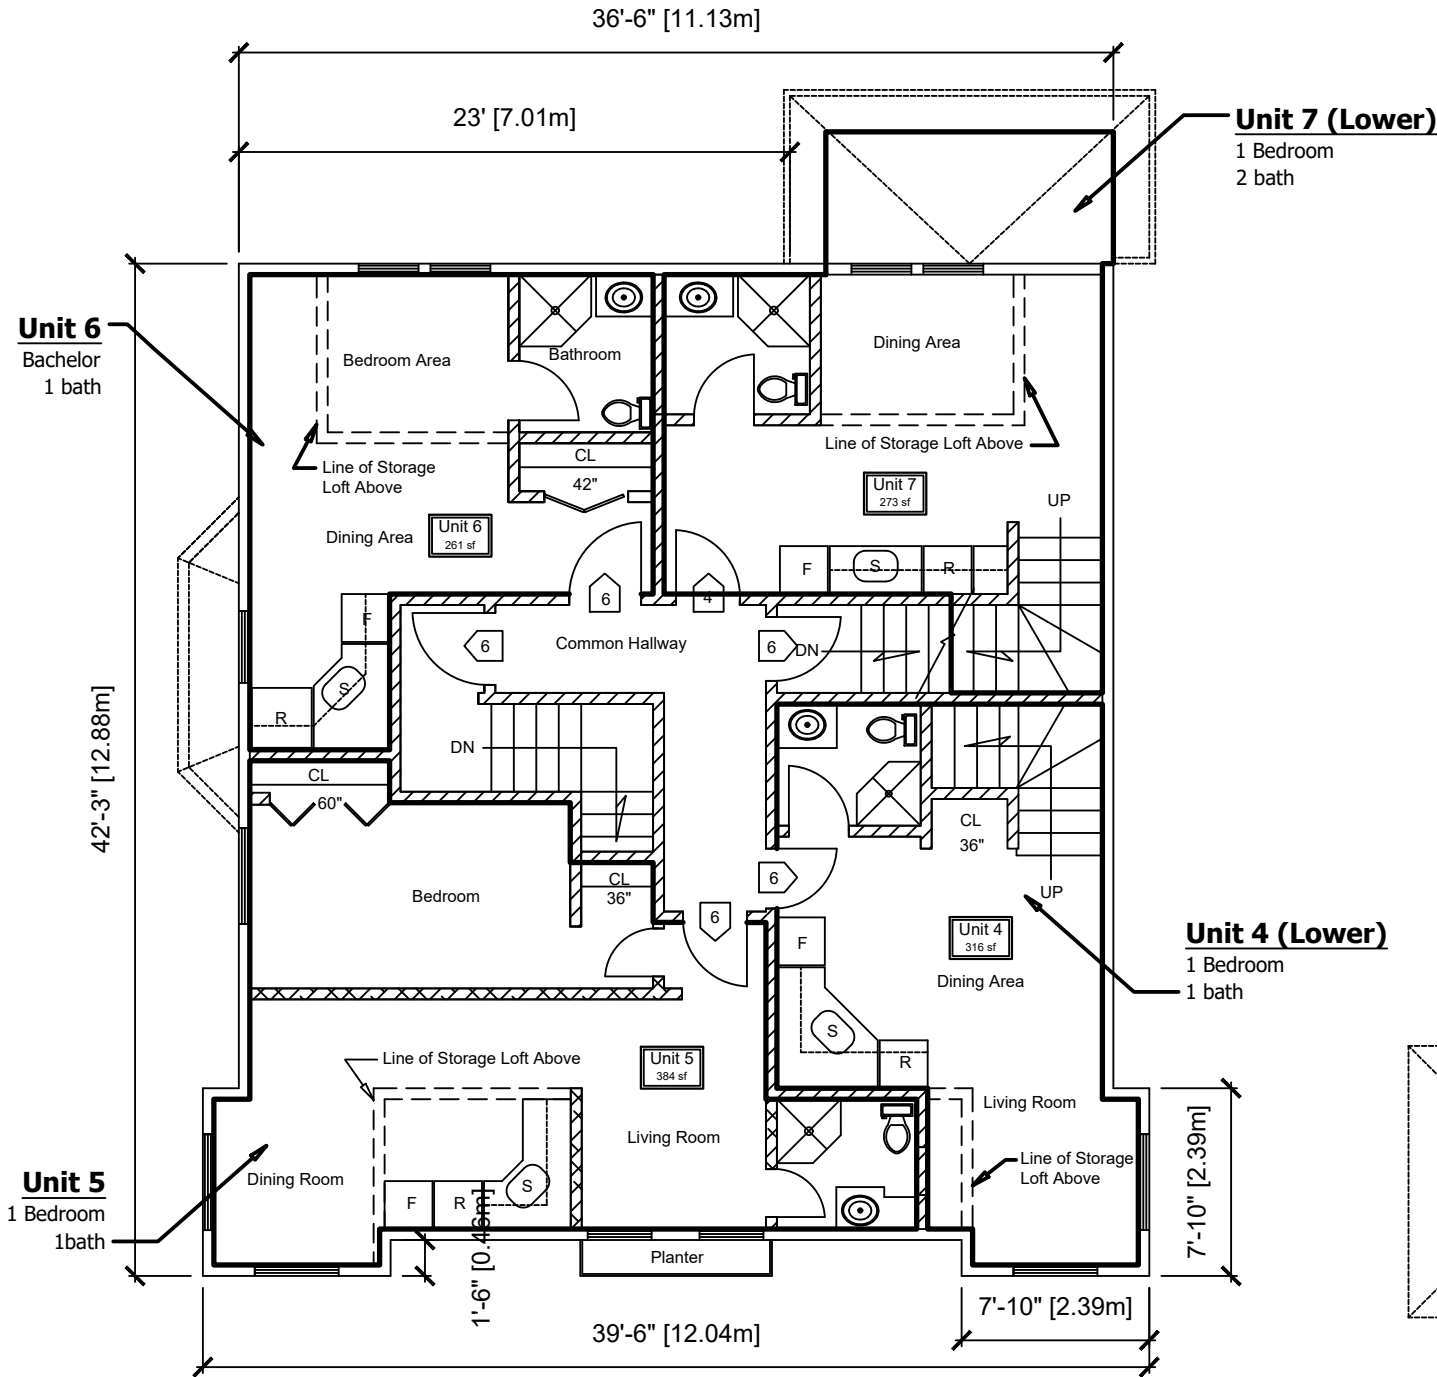 36'-6" [11.13m]
23' [7.01m]
Unit 7 (Lower)
1 Bedroom
2 bath
Unit 6
Bachelor
1 bath
Bedroom Area
Bathroom
Dining Area
Line of Storage Loft Above
CL
42"
Line of Storage
Loft Above
Unit 7
273 sf
UP
Dining Area
Unit 6
261 sf
F
S
R
F
6
4
Common Hallway
6
6
DN
S
R
DN
42'-3" [12.88m]
CL
60"
CL
36"
Bedroom
CL
36"
6
UP
6
F
Unit 4
316 sf
Unit 4 (Lower)
1 Bedroom
1 bath
Dining Area
S
R
Line of Storage Loft Above
Unit 5
384 sf
Living Room
Living Room
7'-10" [2.39m]
Line of Storage
Loft Above
Unit 5
1 Bedroom
1bath
Dining Room
F
R
S
1'-6" [0.46m]
Planter
7'-10" [2.39m]
39'-6" [12.04m]